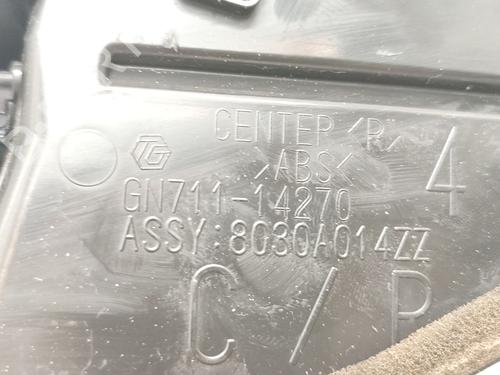 CENTER <R>
>ABS<
4
GN711-14270
ASSY:8030A014ZZ
C/P